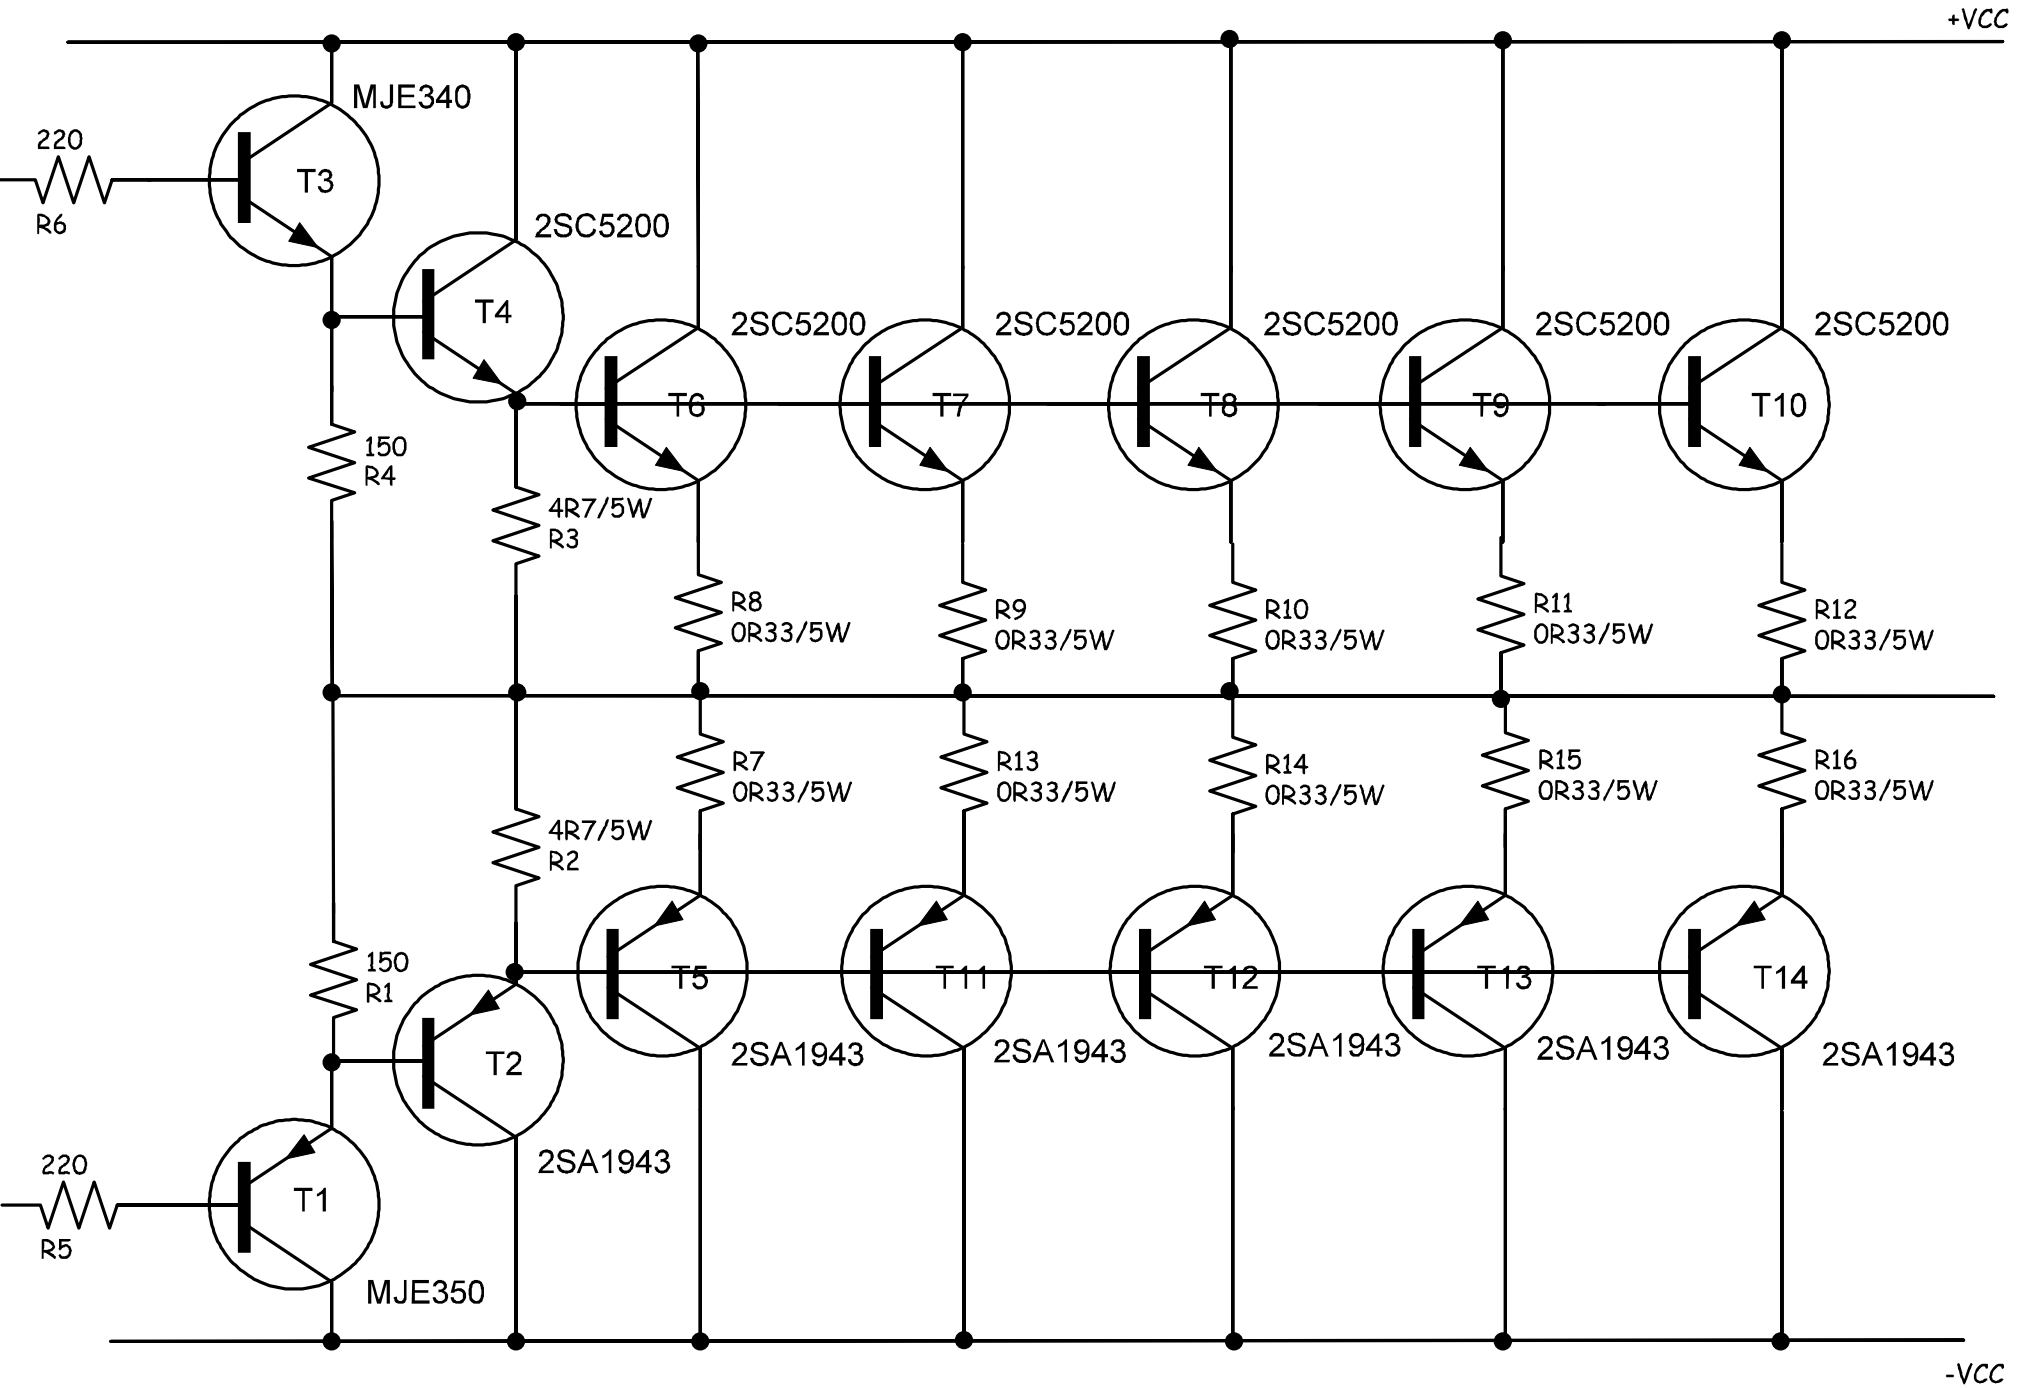 +VCC
MJE340
220
T3
R6
2SC5200
T4
2SC5200
2SC5200
2SC5200
2SC5200
2SC5200
T6
T7
T8
T9
T10
150
R4
4R7/5W
R3
R8
0R33/5W
R9
0R33/5W
R10
0R33/5W
R11
0R33/5W
R12
0R33/5W
R7
0R33/5W
R13
0R33/5W
R14
0R33/5W
R15
0R33/5W
R16
0R33/5W
4R7/5W
R2
150
R1
T5
T11
T12
T13
T14
T2
2SA1943
2SA1943
2SA1943
2SA1943
2SA1943
2SA1943
220
T1
R5
MJE350
-VCC